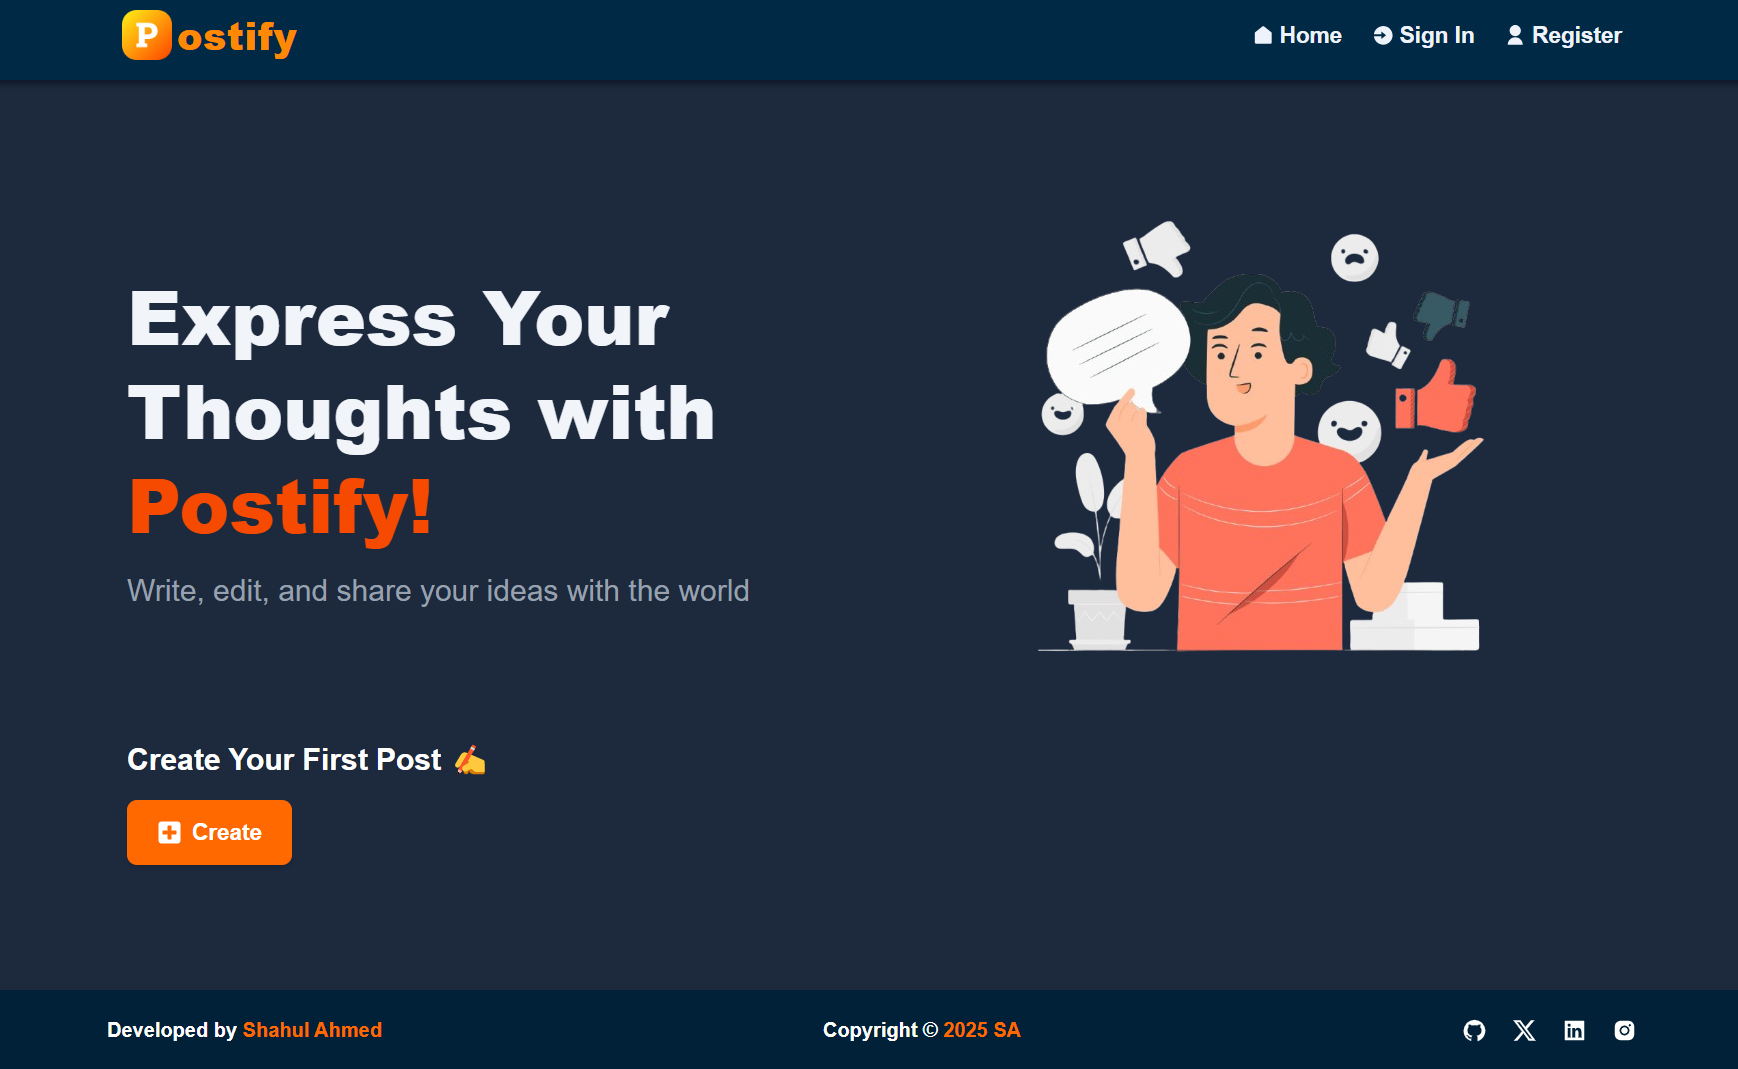 Postify
Home
Sign In
Register
Express Your
Thoughts with
Postify!
Write, edit, and share your ideas with the world
Create Your First Post ✍️
Create
Developed by Shahul Ahmed
Copyright © 2025 SA